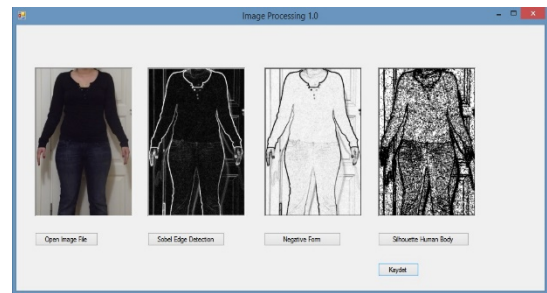 Image Processing 1.0
Open Image File
Sobel Edge Detection
Negative Form
Silhouette Human Body
Kaydet